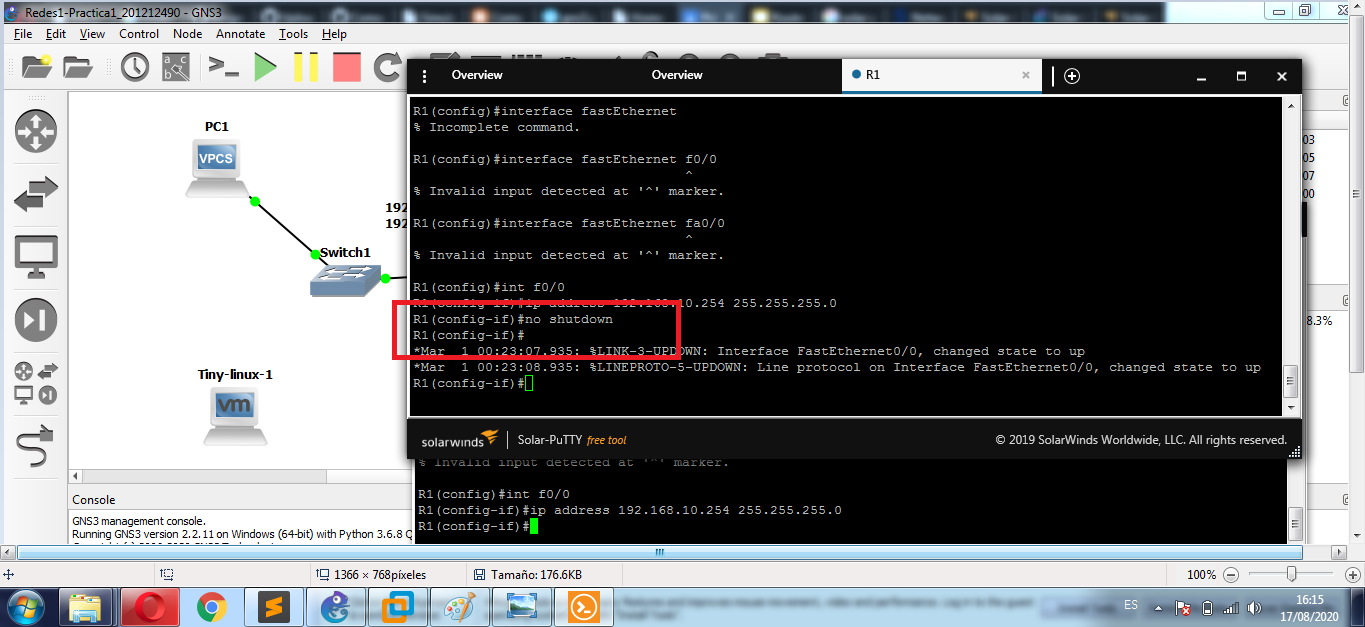 Redes1-Practica1_201212490 - GNS3
File Edit View Control Node Annotate Tools Help
PC1
VPCS
192
192
Switch1
Tiny-linux-1
vm
Overview
Overview
R1
R1(config)#interface fastEthernet
% Incomplete command.
R1(config)#interface fastEthernet f0/0
^
% Invalid input detected at '^' marker.
R1(config)#interface fastEthernet fa0/0
^
% Invalid input detected at '^' marker.
R1(config)#int f0/0
R1(config-if)#ip address 192.168.10.254 255.255.255.0
R1(config-if)#no shutdown
R1(config-if)#
*Mar 1 00:23:07.935: %LINK-3-UPDOWN: Interface FastEthernet0/0, changed state to up
*Mar 1 00:23:08.935: %LINEPROTO-5-UPDOWN: Line protocol on Interface FastEthernet0/0, changed state to up
R1(config-if)#
solarwinds
Solar-PuTTY free tool
© 2019 SolarWinds Worldwide, LLC. All rights reserved.
03
05
07
00
8.3%
% Invalid input detected at '^' marker.
R1(config)#int f0/0
R1(config-if)#ip address 192.168.10.254 255.255.255.0
R1(config-if)#
Console
GNS3 management console.
Running GNS3 version 2.2.11 on Windows (64-bit) with Python 3.6.8 Q
1366 × 768píxeles
Tamaño: 176.6KB
100%
ES
16:15
17/08/2020